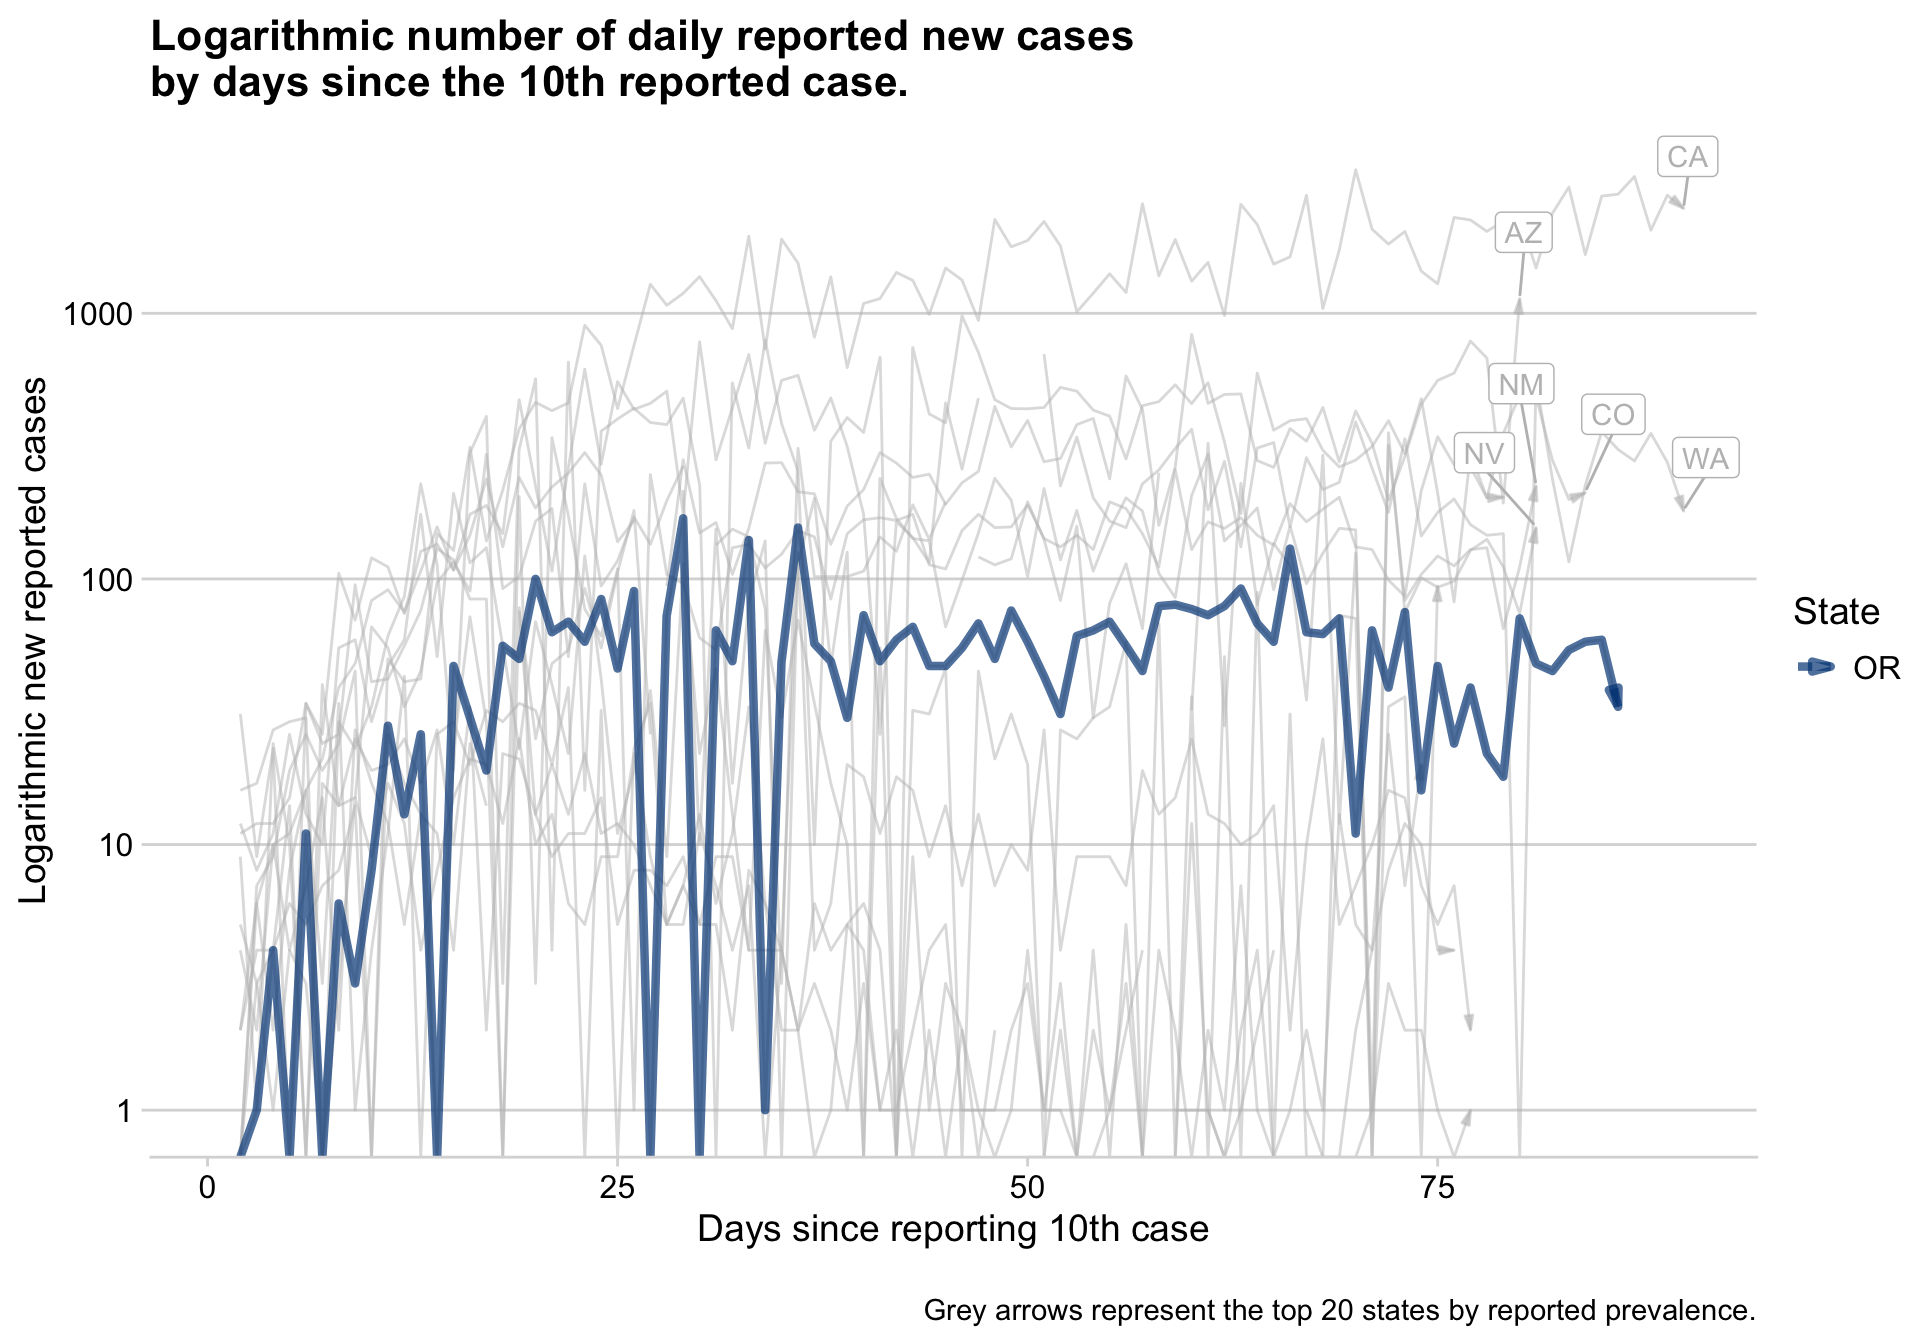 Logarithmic number of daily reported new cases
by days since the 10th reported case.
CA
AZ
1000
NM
CO
NV
WA
Logarithmic new reported cases
100
State
OR
10
1
0
25
50
75
Days since reporting 10th case
Grey arrows represent the top 20 states by reported prevalence.